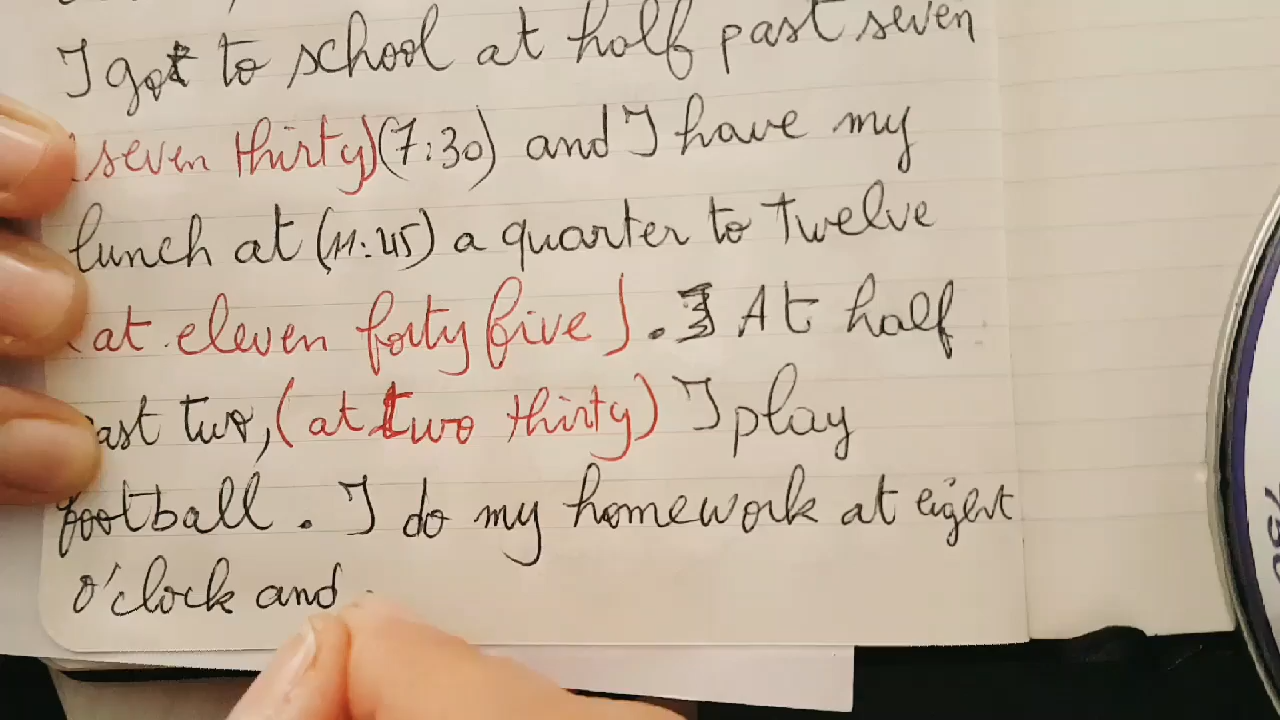 I got to school at half past seven
(seven thirty) (7:30) and I have my
lunch at (11:45) a quarter to twelve
(at eleven forty five). At half
past two, (at two thirty) I play
football. I do my homework at eight
o'clock and